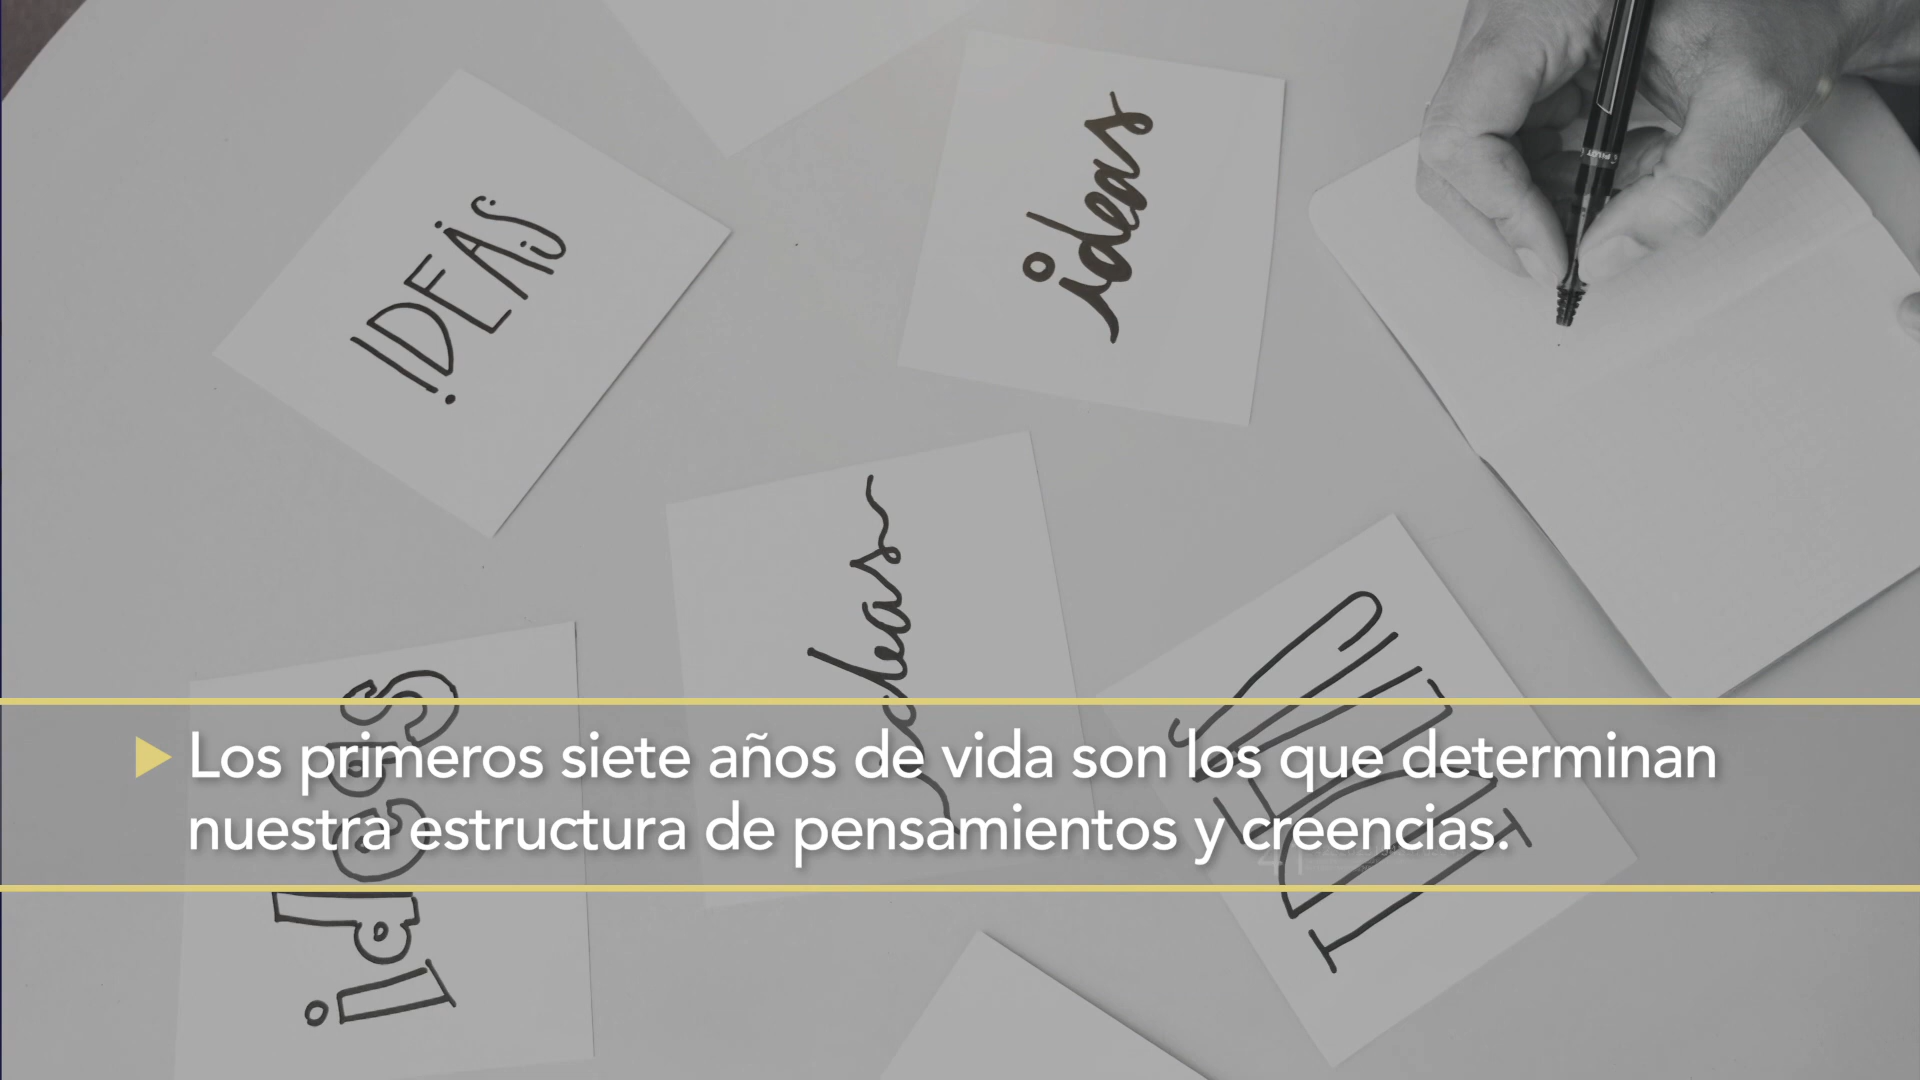 IDEAS
ideas
PILOT
ideas
ideas
IDEAS
Los primeros siete años de vida son los que determinan
nuestra estructura de pensamientos y creencias.